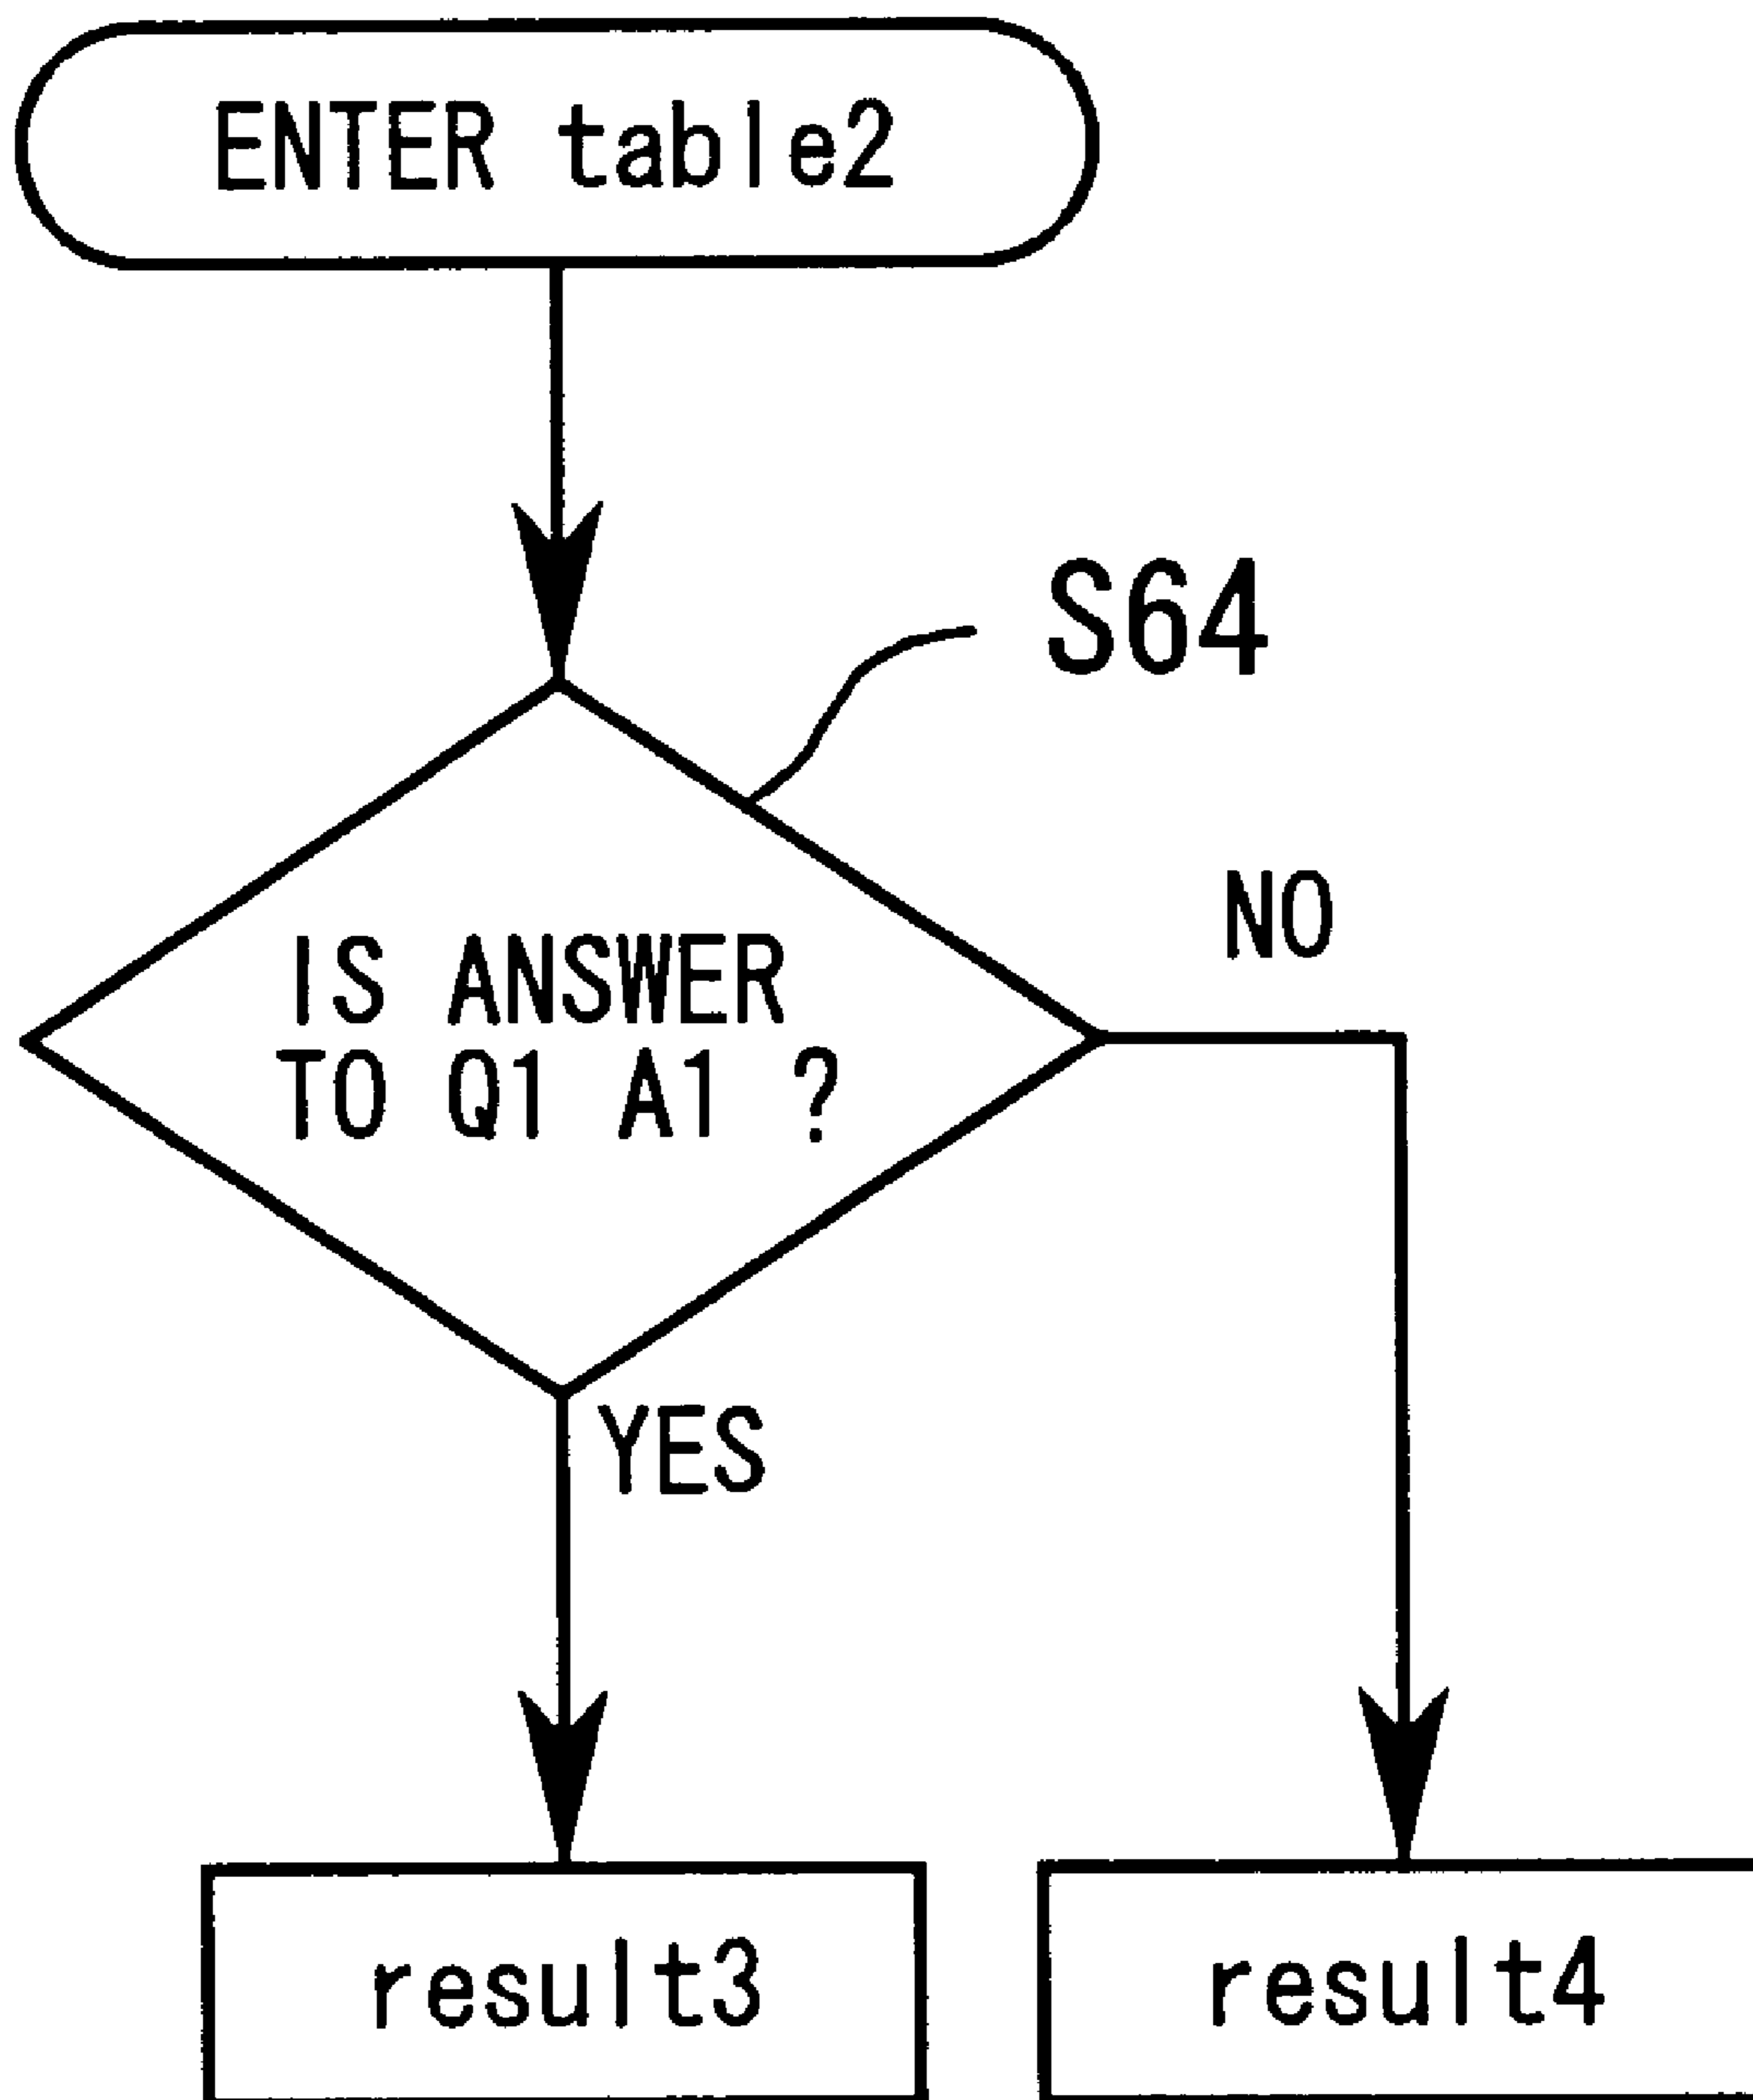 ENTER table2
S64
NO
IS ANSWER
TO Q1 A1 ?
YES
result3
result4